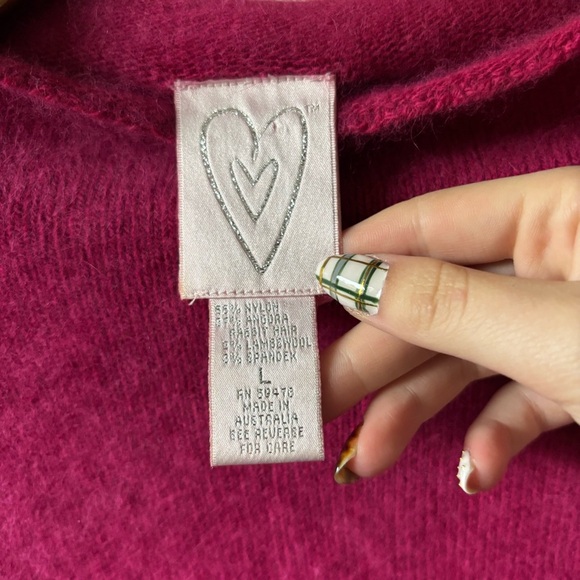 TM
55% NYLON
37% ANGORA
RABBIT HAIR
5% LAMBSWOOL
3% SPANDEX
L
RN 59478
MADE IN
AUSTRALIA
SEE REVERSE
FOR CARE